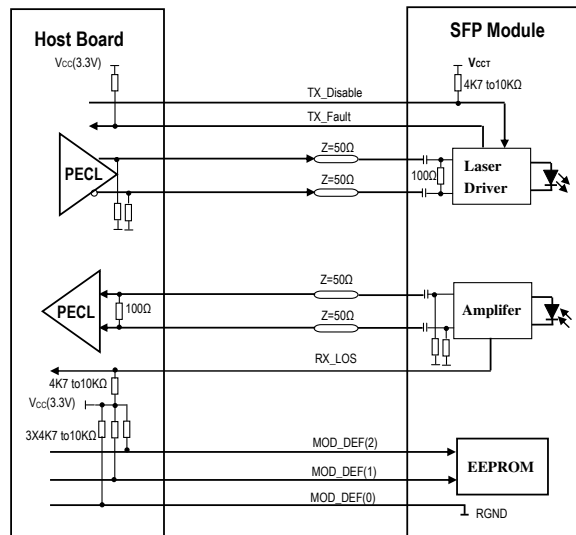 Host Board
SFP Module
Vcc(3.3V)
VCCT
4K7 to10KΩ
TX_Disable
TX_Fault
PECL
Z=50Ω
Z=50Ω
100Ω
Laser
Driver
PECL
100Ω
Z=50Ω
Z=50Ω
Amplifer
RX_LOS
4K7 to10KΩ
Vcc(3.3V)
3X4K7 to10KΩ
MOD_DEF(2)
MOD_DEF(1)
MOD_DEF(0)
EEPROM
RGND